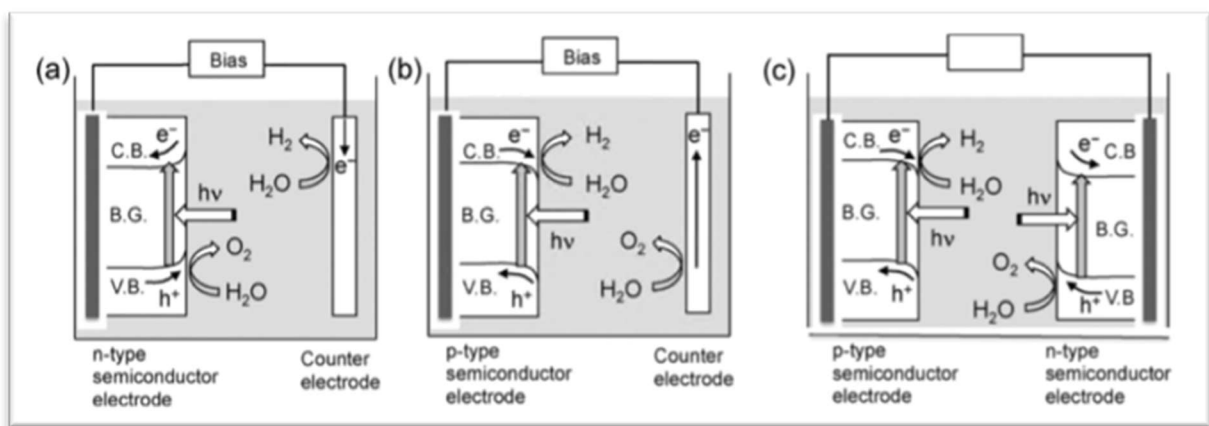 (a)
Bias
e⁻
C.B.
H₂
e⁻
H₂O
hν
B.G.
O₂
V.B.
h⁺
H₂O
n-type
semiconductor
electrode
Counter
electrode
(b)
Bias
e⁻
C.B.
H₂
H₂O
e⁻
B.G.
hν
O₂
V.B.
h⁺
H₂O
p-type
semiconductor
electrode
Counter
electrode
(c)
C.B.
e⁻
H₂
H₂O
e⁻
C.B
B.G.
hν
hν
B.G.
O₂
V.B.
h⁺
H₂O
h⁺
V.B
p-type
semiconductor
electrode
n-type
semiconductor
electrode